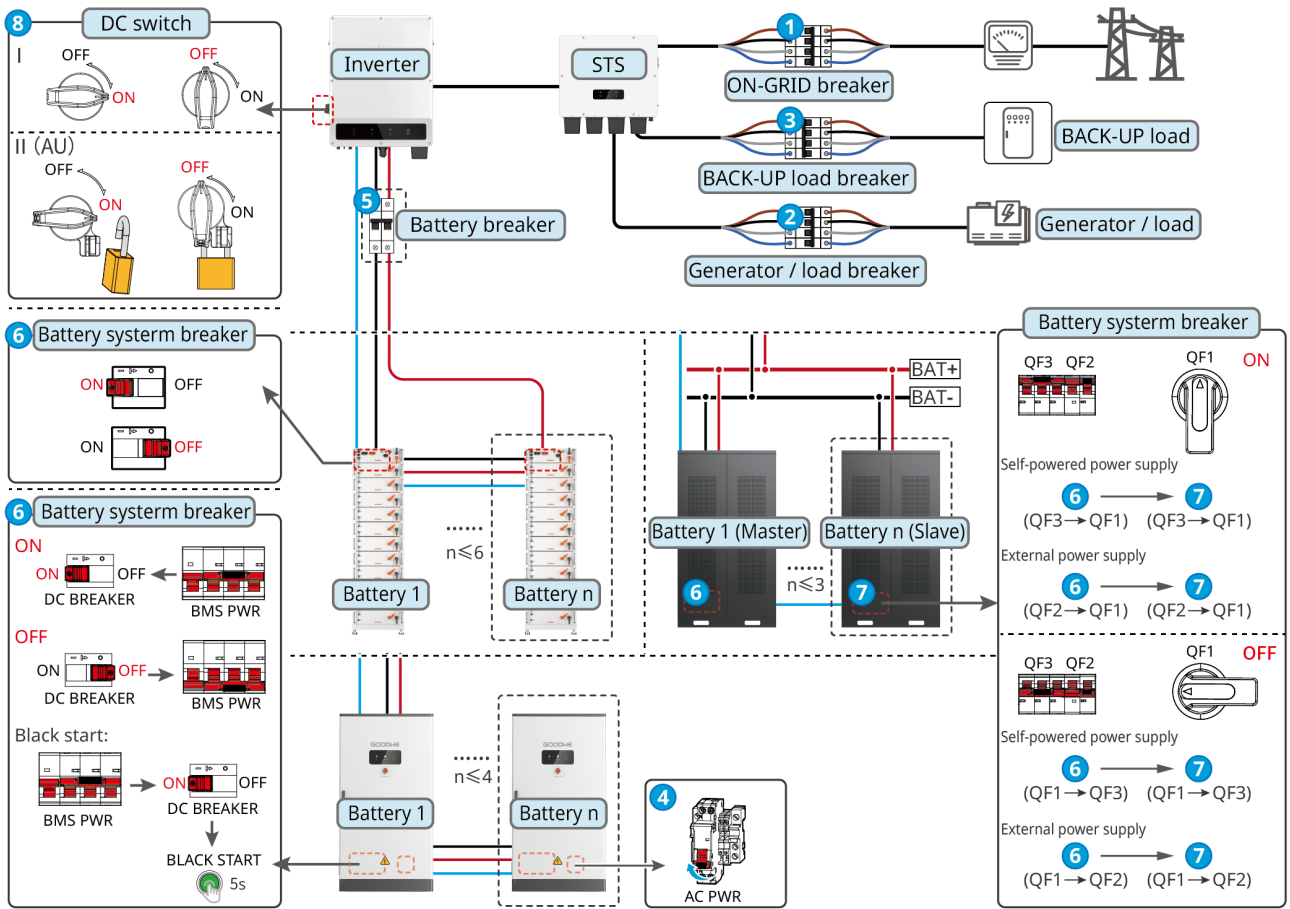 8 DC switch
I
OFF
ON
OFF
ON
II (AU)
OFF
ON
OFF
ON
Inverter
STS
1
ON-GRID breaker
3
BACK-UP load
BACK-UP load breaker
2
Generator / load
Generator / load breaker
5
Battery breaker
6 Battery systerm breaker
ON OFF
ON OFF
6 Battery systerm breaker
ON
ON OFF
DC BREAKER
BMS PWR
OFF
ON OFF
DC BREAKER
BMS PWR
Black start:
ON OFF
DC BREAKER
BMS PWR
BLACK START
5s
n≤6
Battery 1
Battery n
BAT+
BAT-
Battery 1 (Master)
Battery n (Slave)
n≤3
6
7
GOODWE
GOODWE
n≤4
Battery 1
Battery n
4
AC PWR
Battery systerm breaker
QF3 QF2
QF1
ON
Self-powered power supply
6 7
(QF3→QF1) (QF3→QF1)
External power supply
6 7
(QF2→QF1) (QF2→QF1)
QF3 QF2
QF1
OFF
Self-powered power supply
6 7
(QF1→QF3) (QF1→QF3)
External power supply
6 7
(QF1→QF2) (QF1→QF2)